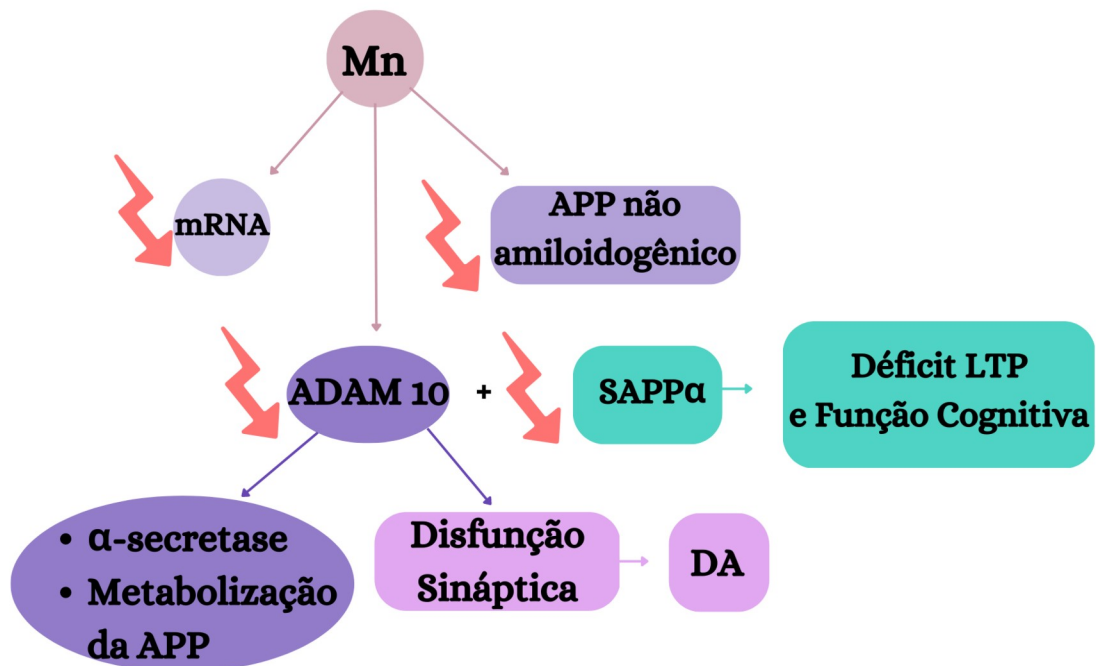 Mn
mRNA
APP não
amiloidogênico
ADAM 10
+
SAPPα
Déficit LTP
e Função Cognitiva
• α-secretase
• Metabolização
da APP
Disfunção
Sináptica
DA